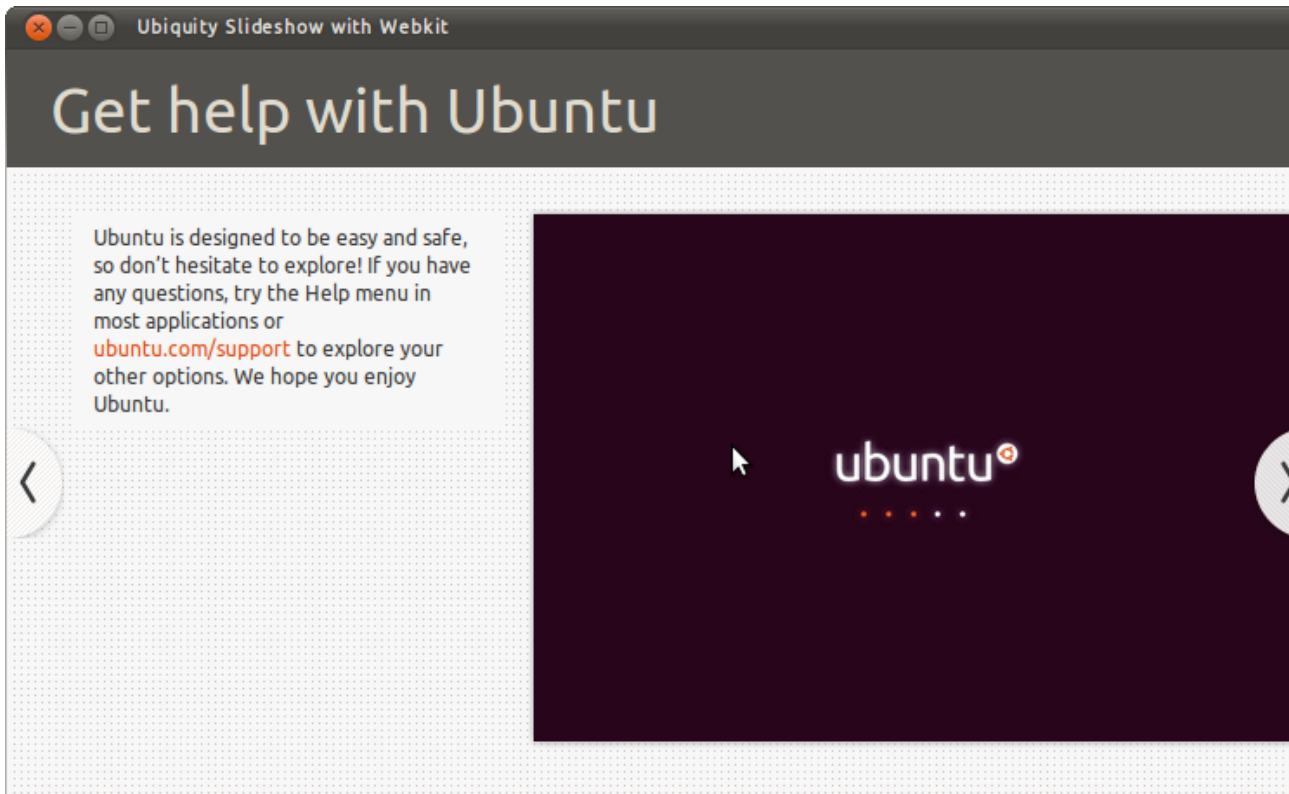 Ubiquity Slideshow with Webkit
Get help with Ubuntu
Ubuntu is designed to be easy and safe,
so don’t hesitate to explore! If you have
any questions, try the Help menu in
most applications or
ubuntu.com/support to explore your
other options. We hope you enjoy
Ubuntu.
ubuntu